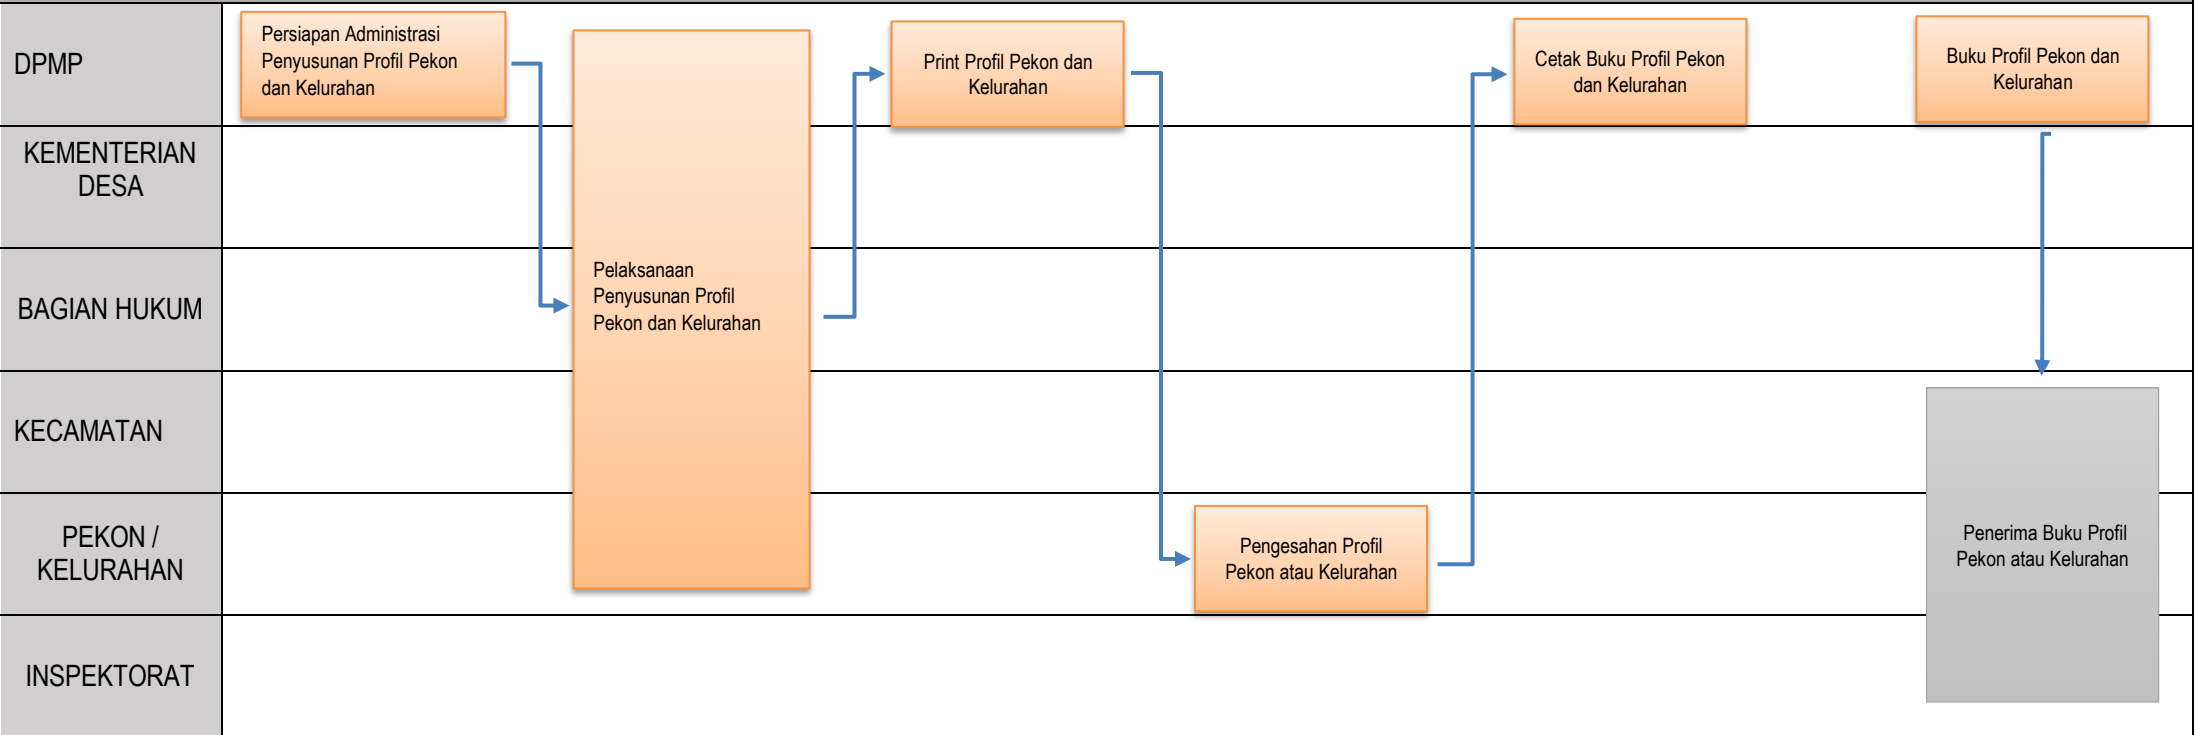 DPMP
Persiapan Administrasi
Penyusunan Profil Pekon
dan Kelurahan
Print Profil Pekon dan
Kelurahan
Cetak Buku Profil Pekon
dan Kelurahan
Buku Profil Pekon dan
Kelurahan
KEMENTERIAN
DESA
BAGIAN HUKUM
Pelaksanaan
Penyusunan Profil
Pekon dan Kelurahan
KECAMATAN
PEKON /
KELURAHAN
Pengesahan Profil
Pekon atau Kelurahan
Penerima Buku Profil
Pekon atau Kelurahan
INSPEKTORAT